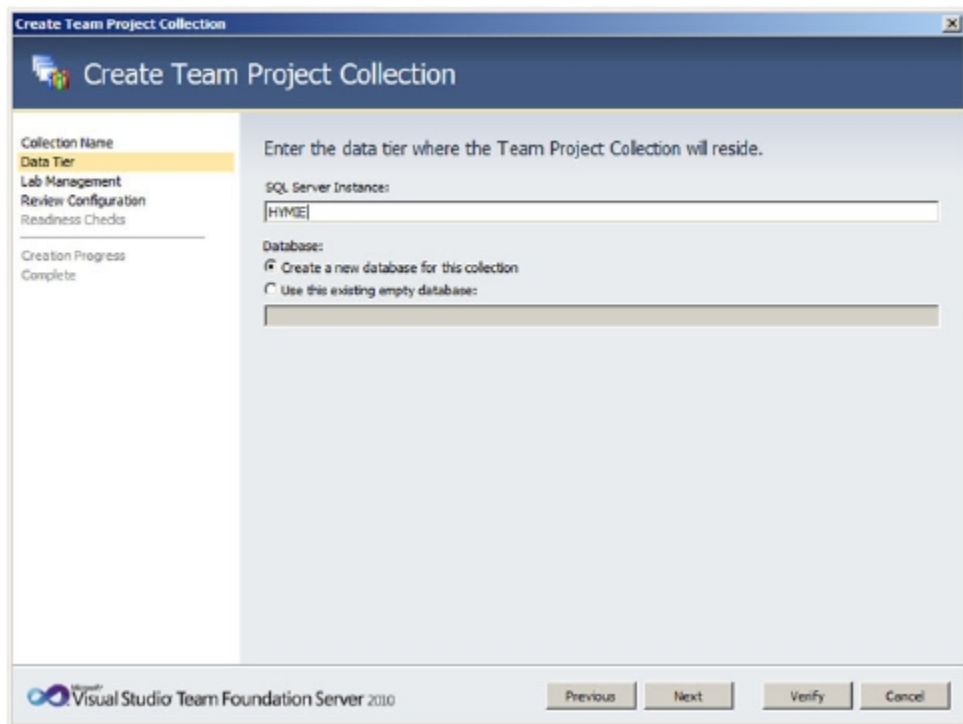 Create Team Project Collection
Create Team Project Collection
Collection Name
Data Tier
Lab Management
Review Configuration
Readiness Checks
Creation Progress
Complete
Enter the data tier where the Team Project Collection will reside.
SQL Server Instance:
HYMIE
Database:
Create a new database for this collection
Use this existing empty database:
Microsoft
Visual Studio Team Foundation Server 2010
Previous
Next
Verify
Cancel